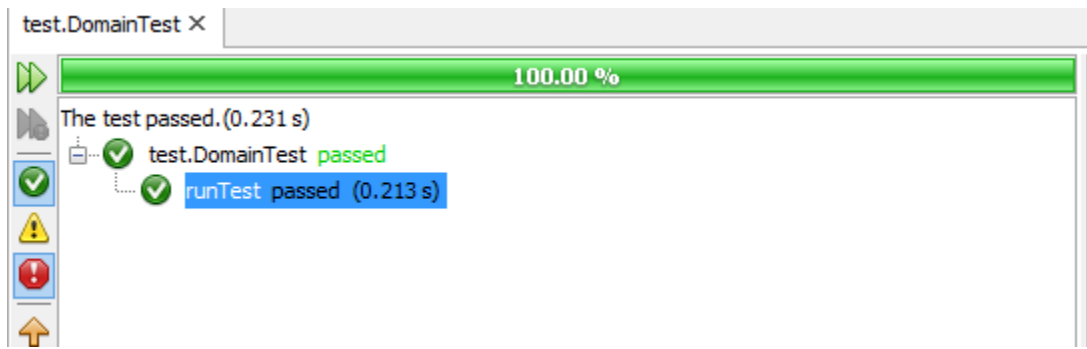 test.DomainTest
100.00 %
The test passed.(0.231 s)
test.DomainTest passed
runTest passed (0.213 s)